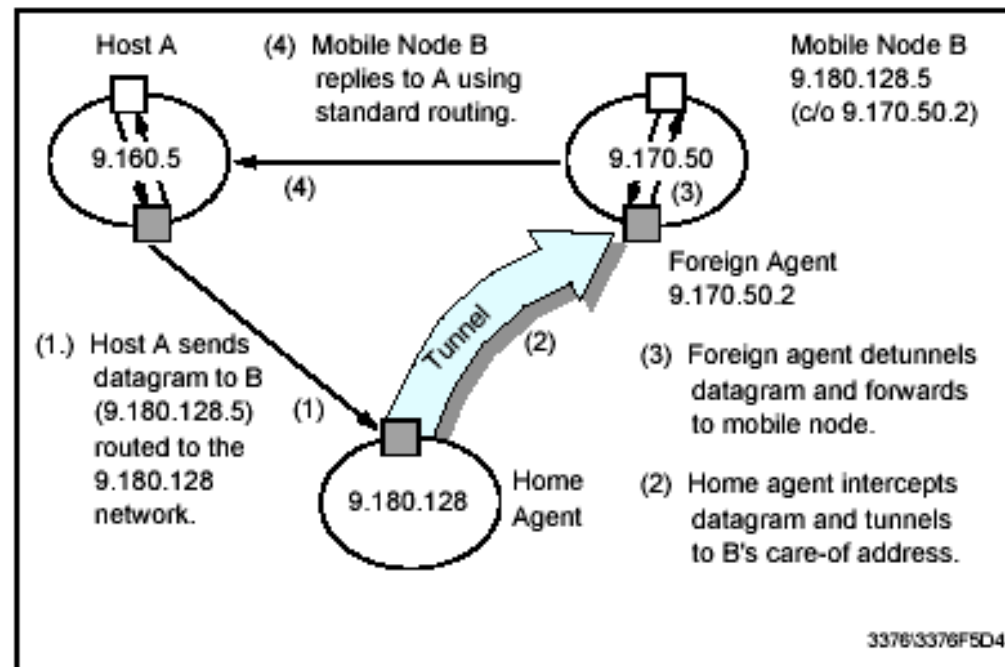 Host A
(4) Mobile Node B
replies to A using
standard routing.
Mobile Node B
9.180.128.5
(c/o 9.170.50.2)
9.160.5
(4)
9.170.50
(3)
Foreign Agent
9.170.50.2
Tunnel
(2)
(1.) Host A sends
datagram to B
(9.180.128.5)
routed to the
9.180.128
network.
(1)
(3) Foreign agent detunnels
datagram and forwards
to mobile node.
9.180.128
Home
Agent
(2) Home agent intercepts
datagram and tunnels
to B's care-of address.
3376\3376F5D4